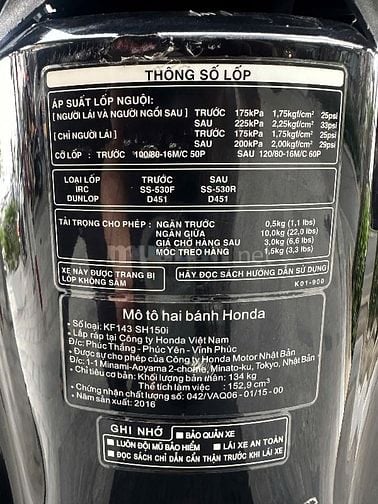 THÔNG SỐ LỐP
ÁP SUẤT LỐP NGUỘI:
[NGƯỜI LÁI VÀ NGƯỜI NGỒI SAU] TRƯỚC 175kPa 1,75kgf/cm² 25psi
SAU 225kPa 2,25kgf/cm² 33psi
[CHỈ NGƯỜI LÁI] TRƯỚC 175kPa 1,75kgf/cm² 25psi
SAU 200kPa 2,00kgf/cm² 29psi
CỠ LỐP: TRƯỚC 100/80-16M/C 50P SAU 120/80-16M/C 60P
LOẠI LỐP TRƯỚC SAU
IRC SS-530F SS-530R
DUNLOP D451 D451
TẢI TRỌNG CHO PHÉP: NGĂN TRƯỚC 0,5kg (1,1 lbs)
NGĂN GIỮA 10,0kg (22,0 lbs)
GIÁ CHỞ HÀNG SAU 3,0kg (6,6 lbs)
MÓC TREO HÀNG 1,5kg (3,3 lbs)
XE NÀY ĐƯỢC TRANG BỊ LỐP KHÔNG SĂM
HÃY ĐỌC SÁCH HƯỚNG DẪN SỬ DỤNG
K01-900
Mô tô hai bánh Honda
• Số loại: KF143 SH150i
• Lắp ráp tại Công ty Honda Việt Nam
Đ/c: Phúc Thắng - Phúc Yên - Vĩnh Phúc
• Được sự cho phép của Công ty Honda Motor Nhật Bản
Đ/c: 1-1 Minami-Aoyama 2-chome, Minato-ku, Tokyo, Nhật Bản
• Chỉ tiêu cơ bản: Khối lượng bản thân: 134 kg
Thể tích làm việc : 152,9 cm³
• Chứng nhận chất lượng số: 042/VAQ06 - 01/15 - 00
• Năm sản xuất: 2016
GHI NHỚ
BẢO QUẢN XE
LUÔN ĐỘI MŨ BẢO HIỂM LÁI XE AN TOÀN
ĐỌC SÁCH CHỈ DẪN CẨN THẬN TRƯỚC KHI LÁI XE